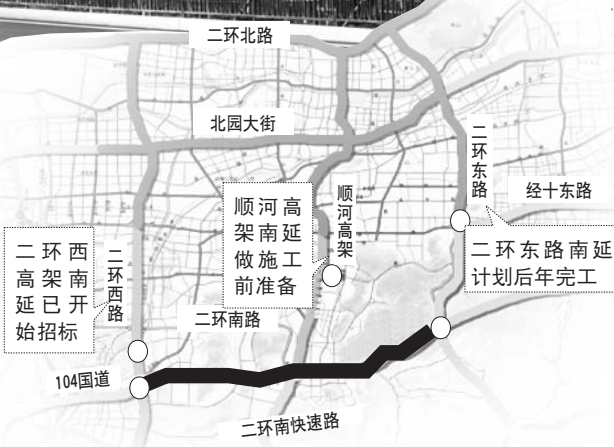 二环北路
北园大街
二环东路
经十东路
顺河高
架南延
做施工
前准备
顺河高架
二环西
高架南
延已开
始招标
二环西路
二环东路南延
计划后年完工
二环南路
104国道
二环南快速路